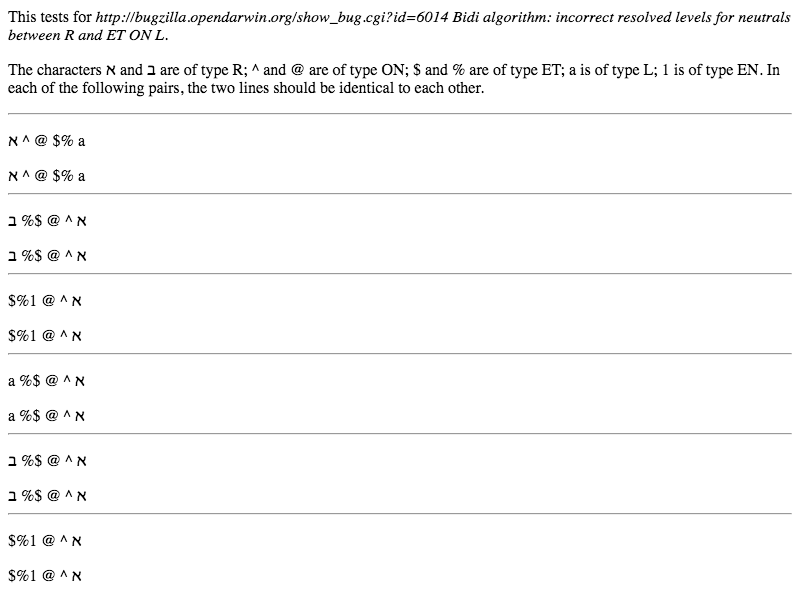 This tests for http://bugzilla.opendarwin.org/show_bug.cgi?id=6014 Bidi algorithm: incorrect resolved levels for neutrals
between R and ET ON L.
The characters א and ב are of type R; ^ and @ are of type ON; $ and % are of type ET; a is of type L; 1 is of type EN. In
each of the following pairs, the two lines should be identical to each other.
א ^ @ $% a
א ^ @ $% a
א ^ @ $% ב
א ^ @ $% ב
א ^ @ $%1
א ^ @ $%1
א ^ @ $% a
א ^ @ $% a
א ^ @ $% ב
א ^ @ $% ב
א ^ @ $%1
א ^ @ $%1